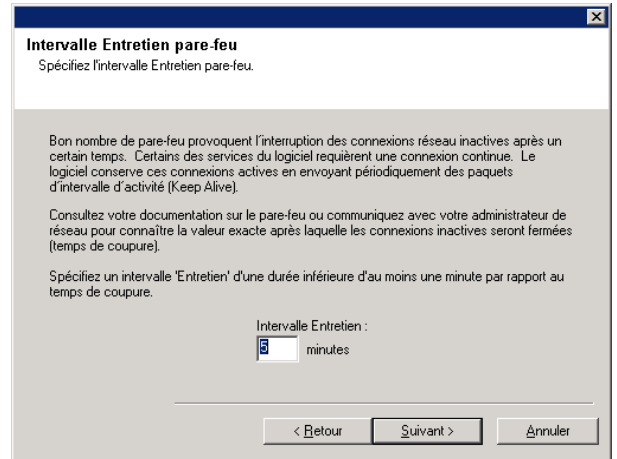 Intervalle Entretien pare-feu
Spécifiez l'intervalle Entretien pare-feu.
Bon nombre de pare-feu provoquent l'interruption des connexions réseau inactives après un
certain temps. Certains des services du logiciel requièrent une connexion continue. Le
logiciel conserve ces connexions actives en envoyant périodiquement des paquets
d'intervalle d'activité (Keep Alive).
Consultez votre documentation sur le pare-feu ou communiquez avec votre administrateur de
réseau pour connaître la valeur exacte après laquelle les connexions inactives seront fermées
(temps de coupure).
Spécifiez un intervalle 'Entretien' d'une durée inférieure d'au moins une minute par rapport au
temps de coupure.
Intervalle Entretien :
5 minutes
< Retour Suivant > Annuler